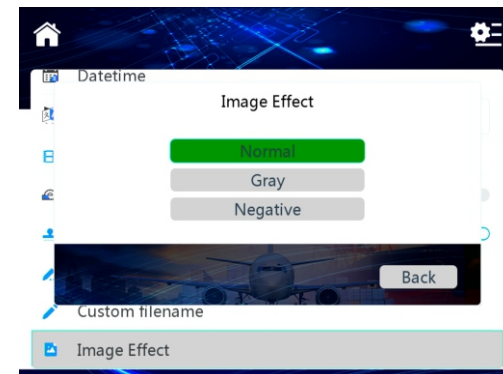 Datetime
Image Effect
Normal
Gray
Negative
Back
Custom filename
Image Effect